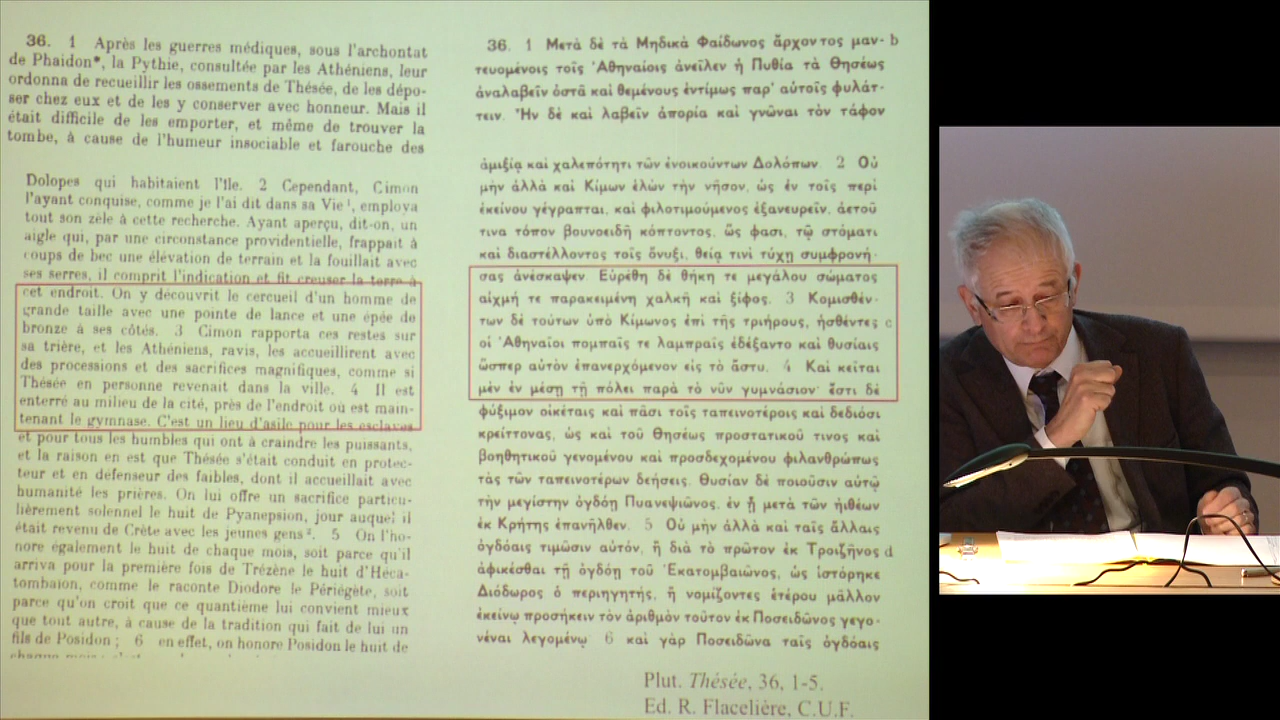 36. 1 Après les guerres médiques, sous l'archontat
de Phaidon*, la Pythie, consultée par les Athéniens, leur
ordonna de recueillir les ossements de Thésée, de les dépo-
ser chez eux et de les y conserver avec honneur. Mais il
était difficile de les emporter, et même de trouver la
tombe, à cause de l'humeur insociable et farouche des
Dolopes qui habitaient l'île. 2 Cependant, Cimon
l'ayant conquise, comme je l'ai dit dans sa Vie¹, employa
tout son zèle à cette recherche. Ayant aperçu, dit-on, un
aigle qui, par une circonstance providentielle, frappait à
coups de bec une élévation de terrain et la fouillait avec
ses serres, il comprit l'indication et fit creuser la terre à
cet endroit. On y découvrit le cercueil d'un homme de
grande taille avec une pointe de lance et une épée de
bronze à ses côtés. 3 Cimon rapporta ces restes sur
sa trière, et les Athéniens, ravis, les accueillirent avec
des processions et des sacrifices magnifiques, comme si
Thésée en personne revenait dans la ville. 4 Il est
enterré au milieu de la cité, près de l'endroit où est main-
tenant le gymnase. C'est un lieu d'asile pour les esclaves
et pour tous les humbles qui ont à craindre les puissants,
et la raison en est que Thésée s'était conduit en protec-
teur et en défenseur des faibles, dont il accueillait avec
humanité les prières. On lui offre un sacrifice particu-
lièrement solennel le huit de Pyanepsion, jour auquel il
était revenu de Crète avec les jeunes gens². 5 On l'ho-
nore également le huit de chaque mois, soit parce qu'il
arriva pour la première fois de Trézène le huit d'Héca-
tombaion, comme le raconte Diodore le Périégète, soit
parce qu'on croit que ce quantième lui convient mieux
que tout autre, à cause de la tradition qui fait de lui un
fils de Posidon ; 6 en effet, on honore Posidon le huit de
36. 1 Μετὰ δὲ τὰ Μηδικὰ Φαίδωνος ἄρχοντος μαν- b
τευομένοις τοῖς Ἀθηναίοις ἀνεῖλεν ἡ Πυθία τὰ Θησέως
ἀναλαβεῖν ὀστᾶ καὶ θεμένους ἐντίμως παρ' αὐτοῖς φυλάτ-
τειν. Ἦν δὲ καὶ λαβεῖν ἀπορία καὶ γνῶναι τὸν τάφον
ἀμιξίᾳ καὶ χαλεπότητι τῶν ἐνοικούντων Δολόπων. 2 Οὐ
μὴν ἀλλὰ καὶ Κίμων ἑλὼν τὴν νῆσον, ὡς ἐν τοῖς περὶ
ἐκείνου γέγραπται, καὶ φιλοτιμούμενος ἐξανευρεῖν, ἀετοῦ
τινα τόπον βουνοειδῆ κόπτοντος, ὥς φασι, τῷ στόματι
καὶ διαστέλλοντος τοῖς ὄνυξι, θείᾳ τινὶ τύχῃ συμφρονή-
σας ἀνέσκαψεν Εὑρέθη δὲ θήκη τε μεγάλου σώματος
αἰχμή τε παρακειμένη χαλκῆ καὶ ξίφος. 3 Κομισθέν-
των δὲ τούτων ὑπὸ Κίμωνος ἐπὶ τῆς τριήρους, ἡσθέντες c
οἱ Ἀθηναῖοι πομπαῖς τε λαμπραῖς ἐδέξαντο καὶ θυσίαις
ὥσπερ αὐτὸν ἐπανερχόμενον εἰς τὸ ἄστυ. 4 Καὶ κεῖται
μὲν ἐν μέσῃ τῇ πόλει παρὰ τὸ νῦν γυμνάσιον· ἔστι δὲ
φύξιμον οἰκέταις καὶ πᾶσι τοῖς ταπεινοτέροις καὶ δεδιόσι
κρείττονας, ὡς καὶ τοῦ Θησέως προστατικοῦ τινος καὶ
βοηθητικοῦ γενομένου καὶ προσδεχομένου φιλανθρώπως
τὰς τῶν ταπεινοτέρων δεήσεις. Θυσίαν δὲ ποιοῦσιν αὐτῷ
τὴν μεγίστην ὀγδόῃ Πυανεψιῶνος, ἐν ᾗ μετὰ τῶν ἠιθέων
ἐκ Κρήτης ἐπανῆλθεν. 5 Οὐ μὴν ἀλλὰ καὶ ταῖς ἄλλαις
ὀγδόαις τιμῶσιν αὐτόν, ἢ διὰ τὸ πρῶτον ἐκ Τροιζῆνος d
ἀφικέσθαι τῇ ὀγδόῃ τοῦ Ἑκατομβαιῶνος, ὡς ἱστόρηκε
Διόδωρος ὁ περιηγητής, ἢ νομίζοντες ἑτέρου μᾶλλον
ἐκείνῳ προσήκειν τὸν ἀριθμὸν τοῦτον ἐκ Ποσειδῶνος γεγο-
νέναι λεγομένῳ 6 καὶ γὰρ Ποσειδῶνα ταῖς ὀγδόαις
Plut. Thésée, 36, 1-5.
Ed. R. Flacelière, C.U.F.